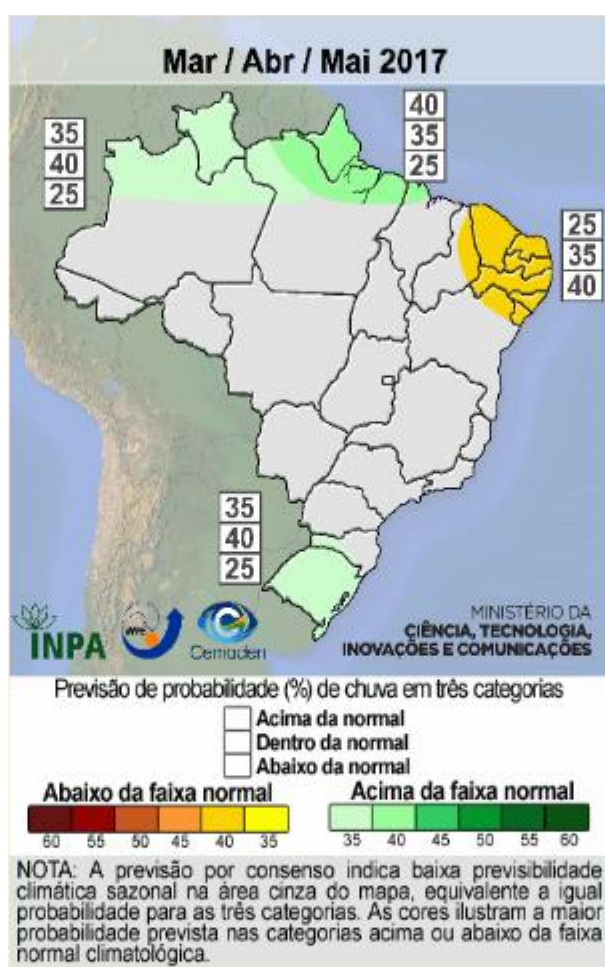 Mar / Abr / Mai 2017
35
40
25
40
35
25
25
35
40
35
40
25
INPA
Cemaden
MINISTÉRIO DA
CIÊNCIA, TECNOLOGIA,
INOVAÇÕES E COMUNICAÇÕES
Previsão de probabilidade (%) de chuva em três categorias
Acima da normal
Dentro da normal
Abaixo da normal
Abaixo da faixa normal
60 55 50 45 40 35
Acima da faixa normal
35 40 45 50 55 60
NOTA: A previsão por consenso indica baixa previsibilidade
climática sazonal na área cinza do mapa, equivalente a igual
probabilidade para as três categorias. As cores ilustram a maior
probabilidade prevista nas categorias acima ou abaixo da faixa
normal climatológica.